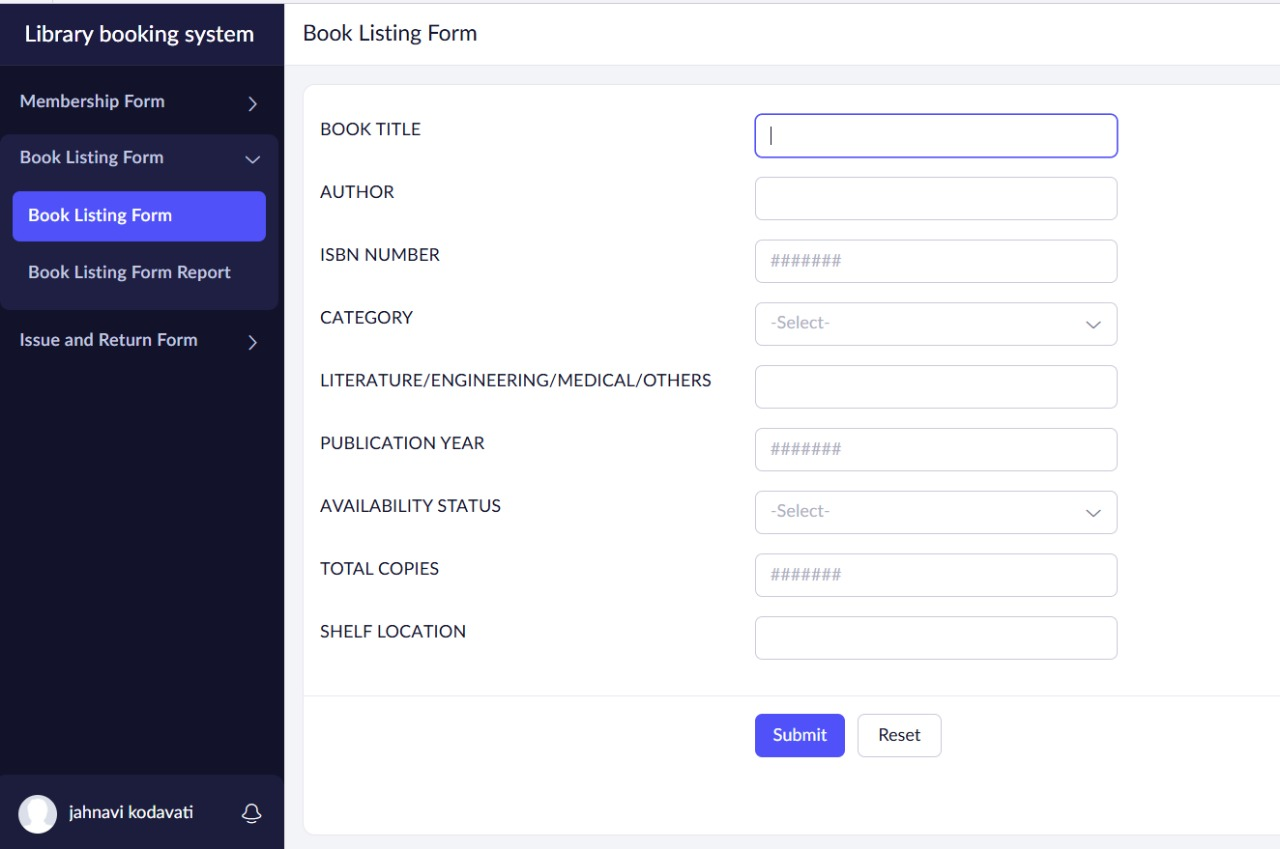 Library booking system
Membership Form
Book Listing Form
Book Listing Form
Book Listing Form Report
Issue and Return Form
jahnavi kodavati
Book Listing Form
BOOK TITLE
AUTHOR
ISBN NUMBER
#######
CATEGORY
-Select-
LITERATURE/ENGINEERING/MEDICAL/OTHERS
PUBLICATION YEAR
#######
AVAILABILITY STATUS
-Select-
TOTAL COPIES
#######
SHELF LOCATION
Submit
Reset